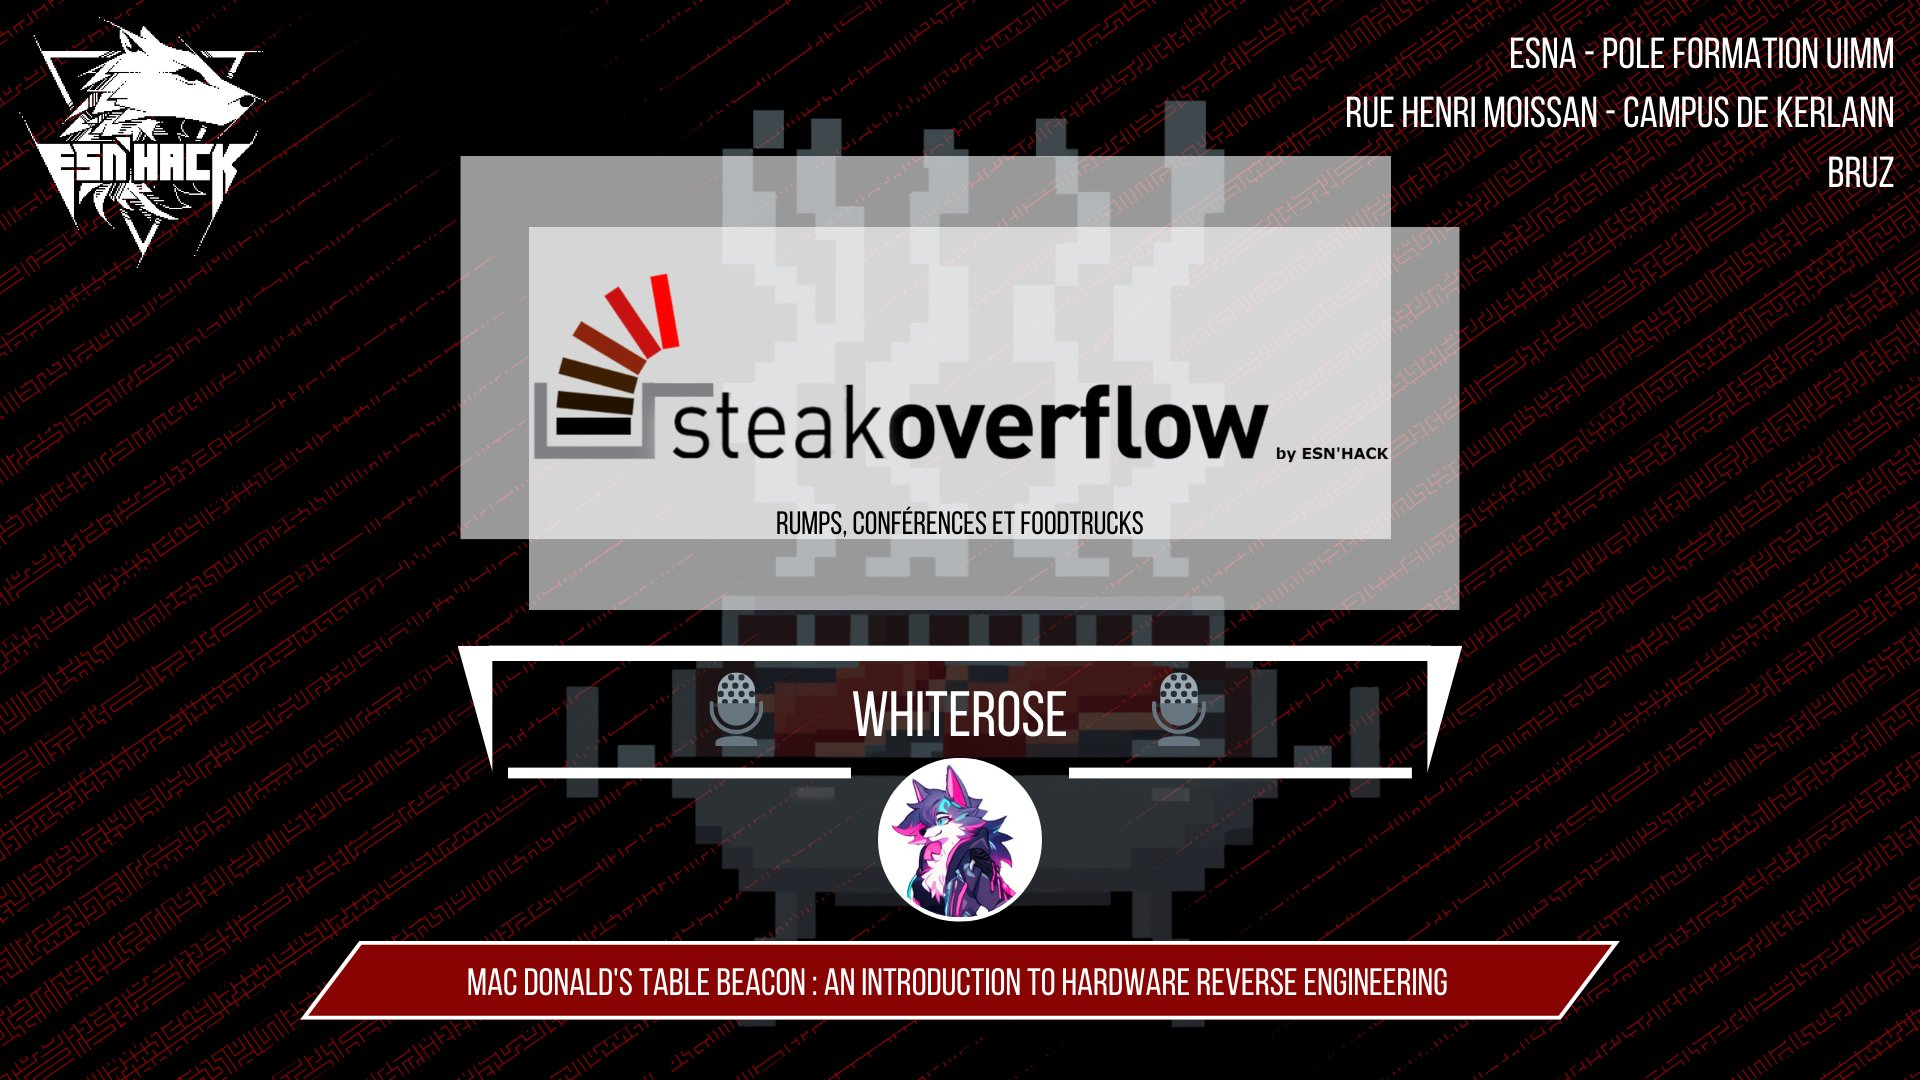 ESN'HACK
ESNA - POLE FORMATION UIMM
RUE HENRI MOISSAN - CAMPUS DE KERLANN
BRUZ
steakoverflow by ESN'HACK
RUMPS, CONFÉRENCES ET FOODTRUCKS
WHITEROSE
MAC DONALD'S TABLE BEACON : AN INTRODUCTION TO HARDWARE REVERSE ENGINEERING